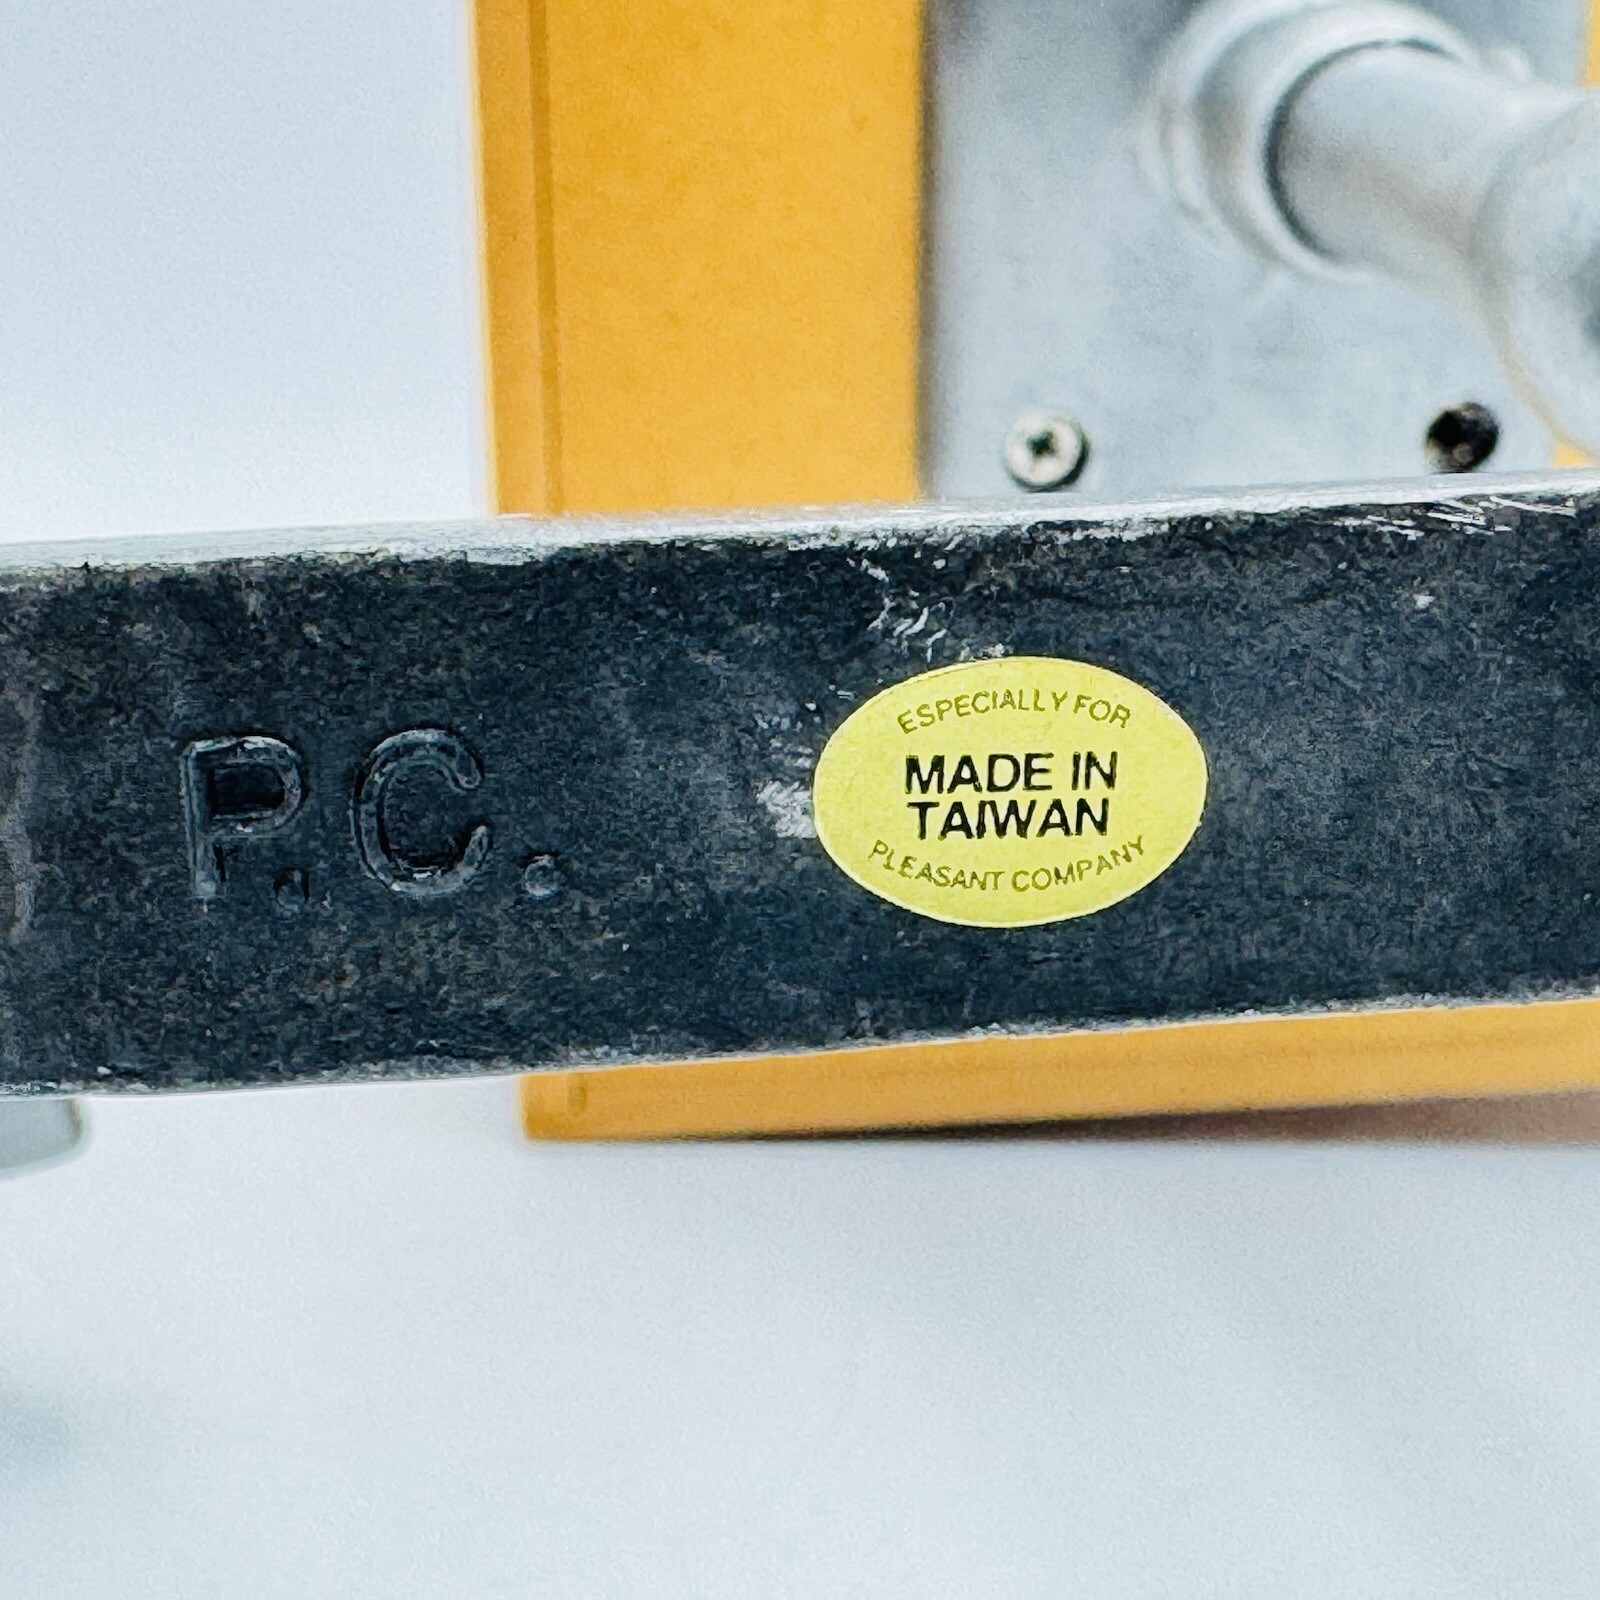 P.C.
ESPECIALLY FOR
MADE IN
TAIWAN
PLEASANT COMPANY